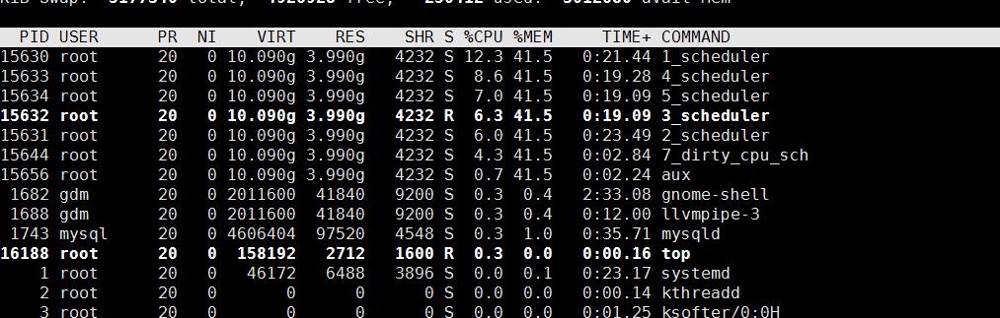 KiB Swap: 5177340 total, 4926928 free, 250412 used. 5012080 avail Mem
PID USER PR NI VIRT RES SHR S %CPU %MEM TIME+ COMMAND
15630 root 20 0 10.090g 3.990g 4232 S 12.3 41.5 0:21.44 1_scheduler
15633 root 20 0 10.090g 3.990g 4232 S 8.6 41.5 0:19.28 4_scheduler
15634 root 20 0 10.090g 3.990g 4232 S 7.0 41.5 0:19.09 5_scheduler
15632 root 20 0 10.090g 3.990g 4232 R 6.3 41.5 0:19.09 3_scheduler
15631 root 20 0 10.090g 3.990g 4232 S 6.0 41.5 0:23.49 2_scheduler
15644 root 20 0 10.090g 3.990g 4232 S 4.3 41.5 0:02.84 7_dirty_cpu_sch
15656 root 20 0 10.090g 3.990g 4232 S 0.7 41.5 0:02.24 aux
1682 gdm 20 0 2011600 41840 9200 S 0.3 0.4 2:33.08 gnome-shell
1688 gdm 20 0 2011600 41840 9200 S 0.3 0.4 0:12.00 llvmpipe-3
1743 mysql 20 0 4606404 97520 4548 S 0.3 1.0 0:35.71 mysqld
16188 root 20 0 158192 2712 1600 R 0.3 0.0 0:00.16 top
1 root 20 0 46172 6488 3896 S 0.0 0.1 0:23.17 systemd
2 root 20 0 0 0 0 S 0.0 0.0 0:00.14 kthreadd
3 root 20 0 0 0 0 S 0.0 0.0 0:01.25 ksofter/0:0H